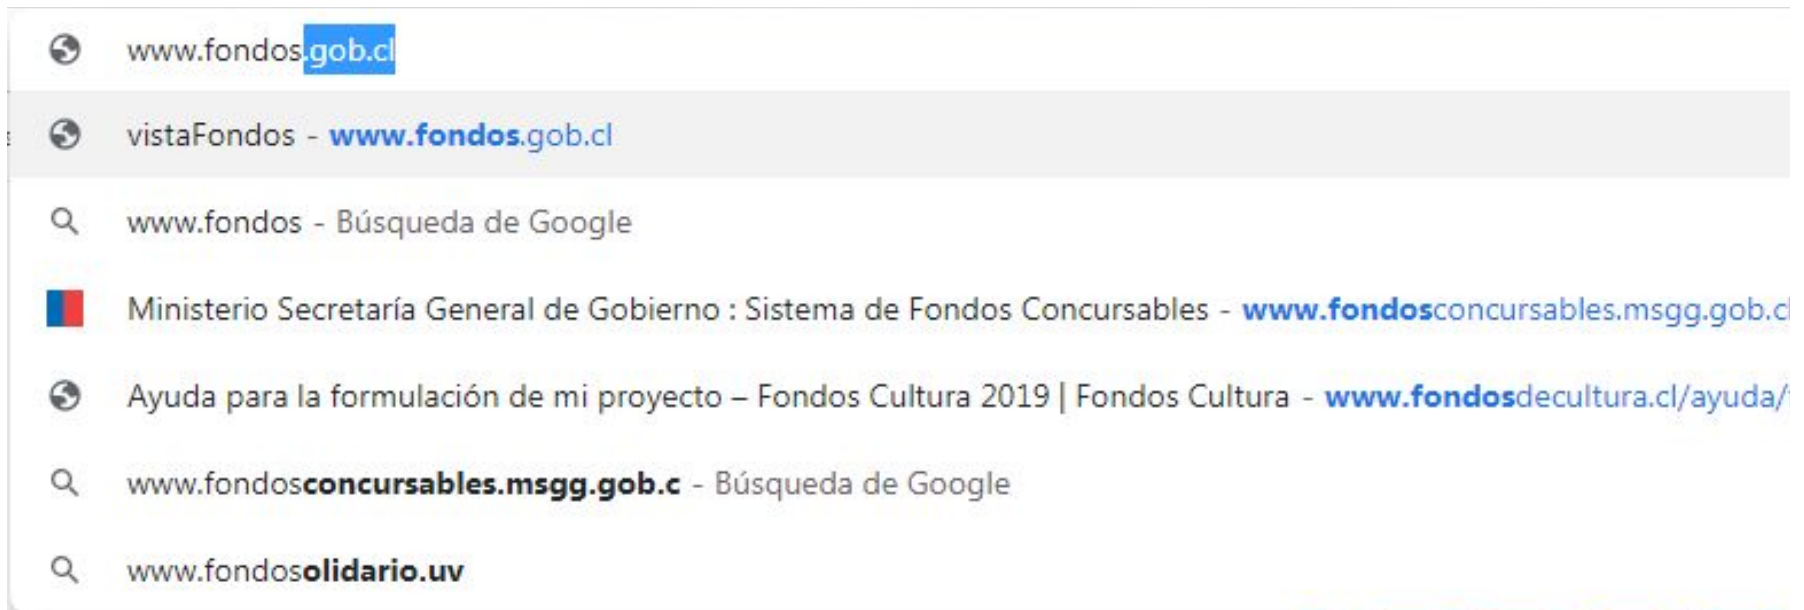 www.fondos.gob.cl
vistaFondos - www.fondos.gob.cl
www.fondos - Búsqueda de Google
Ministerio Secretaría General de Gobierno : Sistema de Fondos Concursables - www.fondosconcursables.msgg.gob.cl
Ayuda para la formulación de mi proyecto – Fondos Cultura 2019 | Fondos Cultura - www.fondosdecultura.cl/ayuda/
www.fondosconcursables.msgg.gob.c - Búsqueda de Google
www.fondosolidario.uv